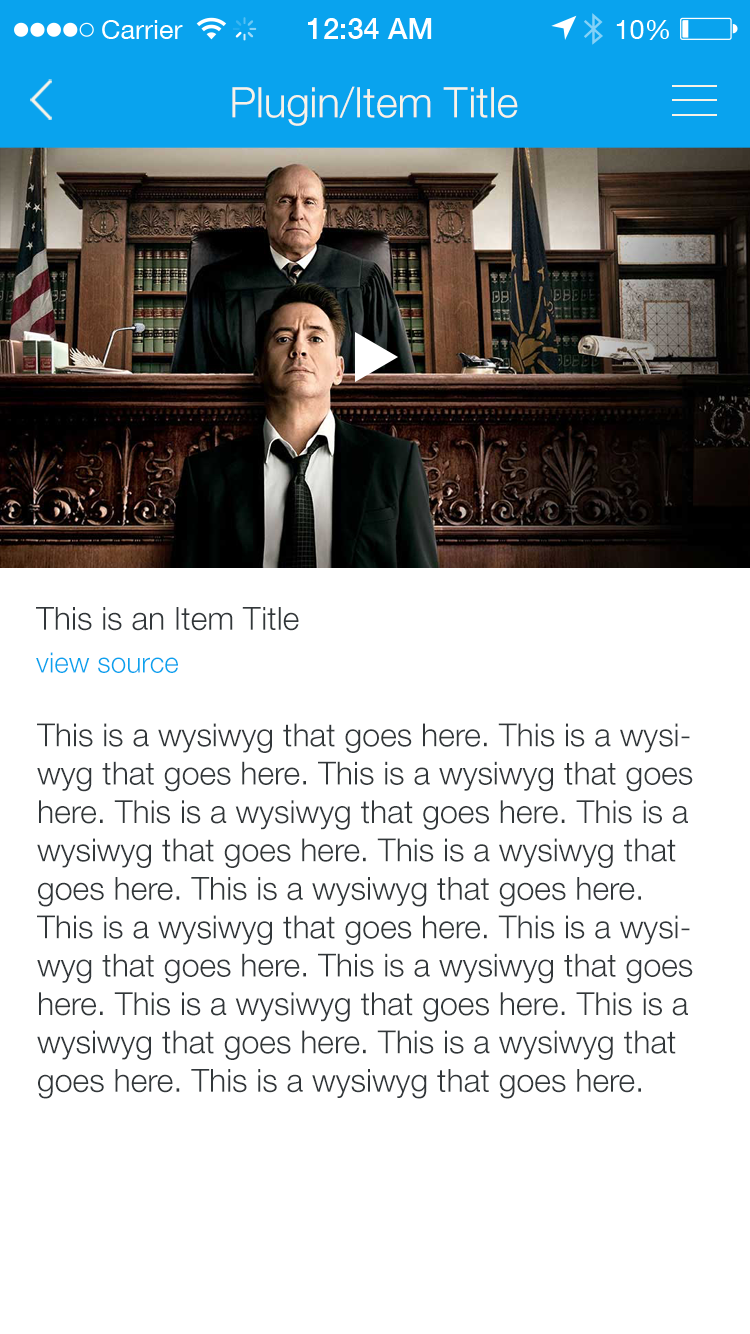 Carrier 12:34 AM 10%
Plugin/Item Title
This is an Item Title
view source
This is a wysiwyg that goes here. This is a wysi-
wyg that goes here. This is a wysiwyg that goes
here. This is a wysiwyg that goes here. This is a
wysiwyg that goes here. This is a wysiwyg that
goes here. This is a wysiwyg that goes here.
This is a wysiwyg that goes here. This is a wysi-
wyg that goes here. This is a wysiwyg that goes
here. This is a wysiwyg that goes here. This is a
wysiwyg that goes here. This is a wysiwyg that
goes here. This is a wysiwyg that goes here.